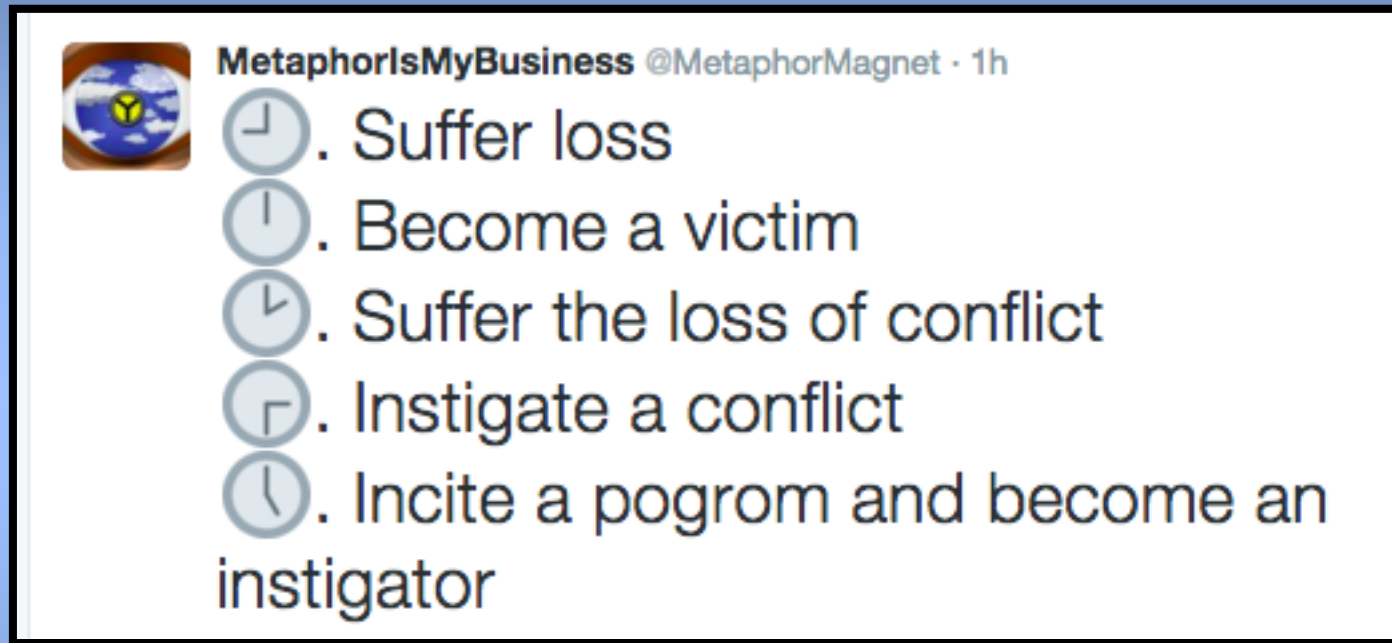 MetaphorIsMyBusiness @MetaphorMagnet · 1h
🕘. Suffer loss
🕛. Become a victim
🕑. Suffer the loss of conflict
🕞. Instigate a conflict
🕔. Incite a pogrom and become an
instigator